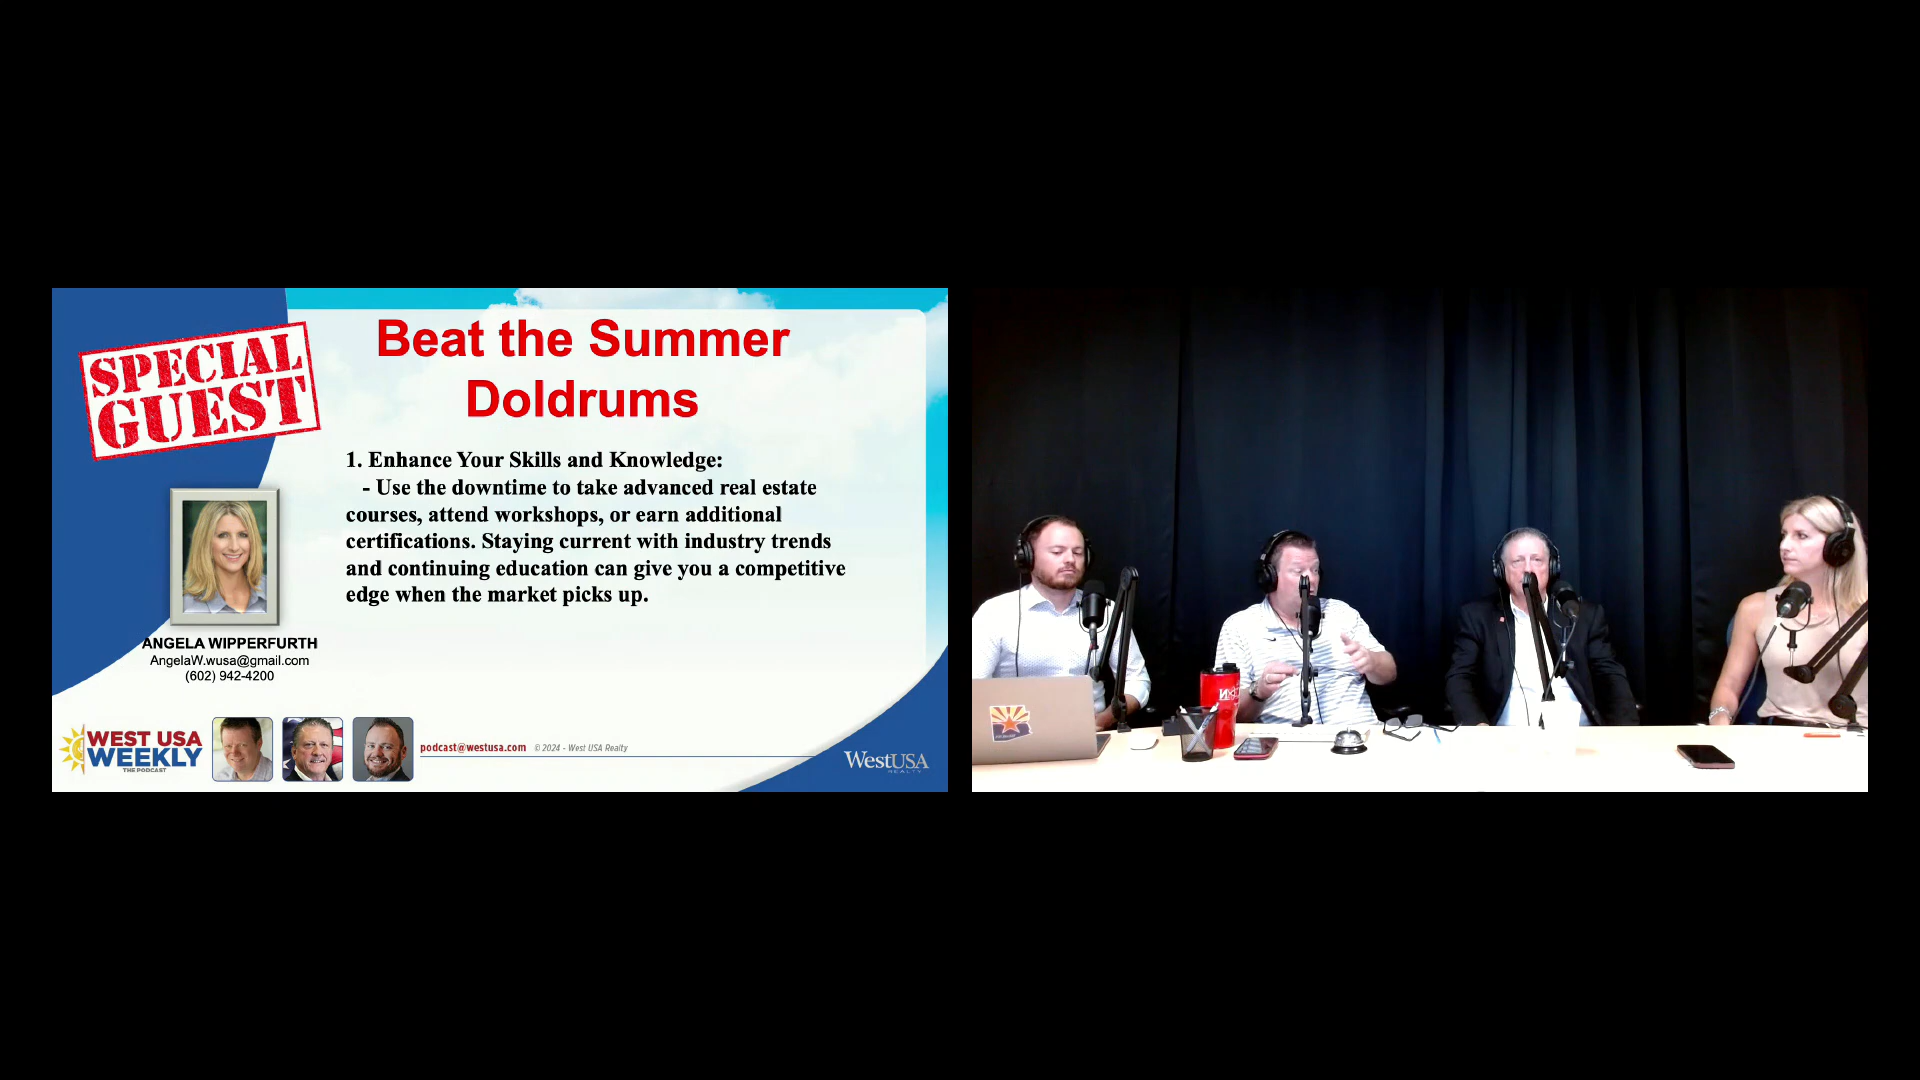 SPECIAL
GUEST
Beat the Summer
Doldrums
1. Enhance Your Skills and Knowledge:
- Use the downtime to take advanced real estate
courses, attend workshops, or earn additional
certifications. Staying current with industry trends
and continuing education can give you a competitive
edge when the market picks up.
ANGELA WIPPERFURTH
AngelaW.wusa@gmail.com
(602) 942-4200
WEST USA
WEEKLY
THE PODCAST
podcast@westusa.com © 2024 - West USA Realty
WestUSA
REALTY